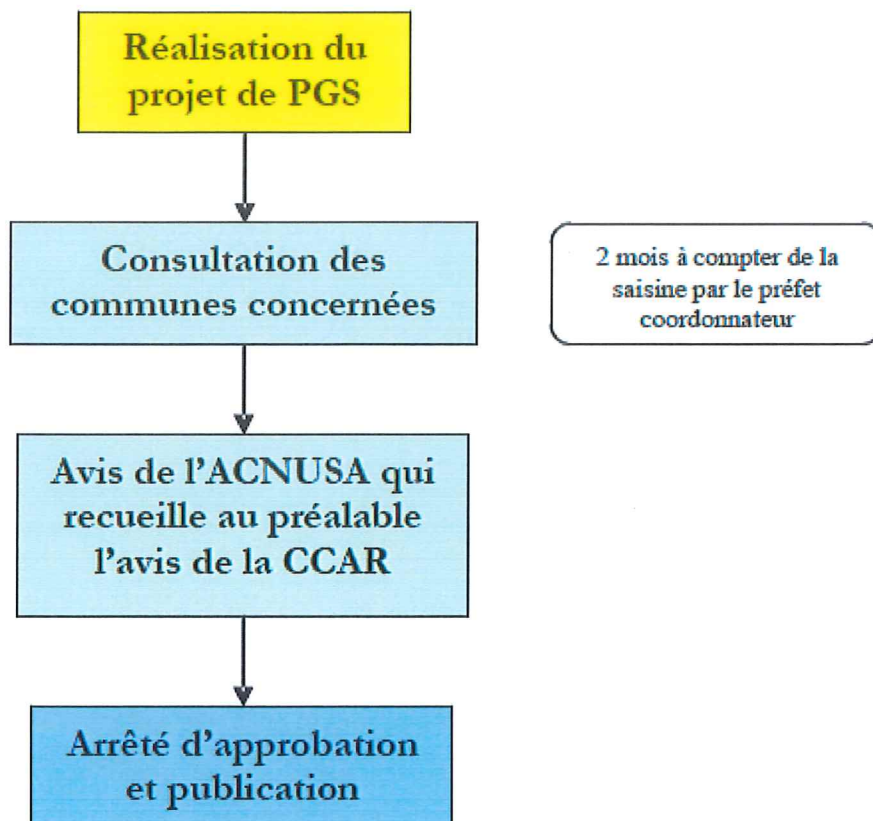 Réalisation du
projet de PGS
Consultation des
communes concernées
2 mois à compter de la
saisine par le préfet
coordonnateur
Avis de l’ACNUSA qui
recueille au préalable
l’avis de la CCAR
Arrêté d’approbation
et publication